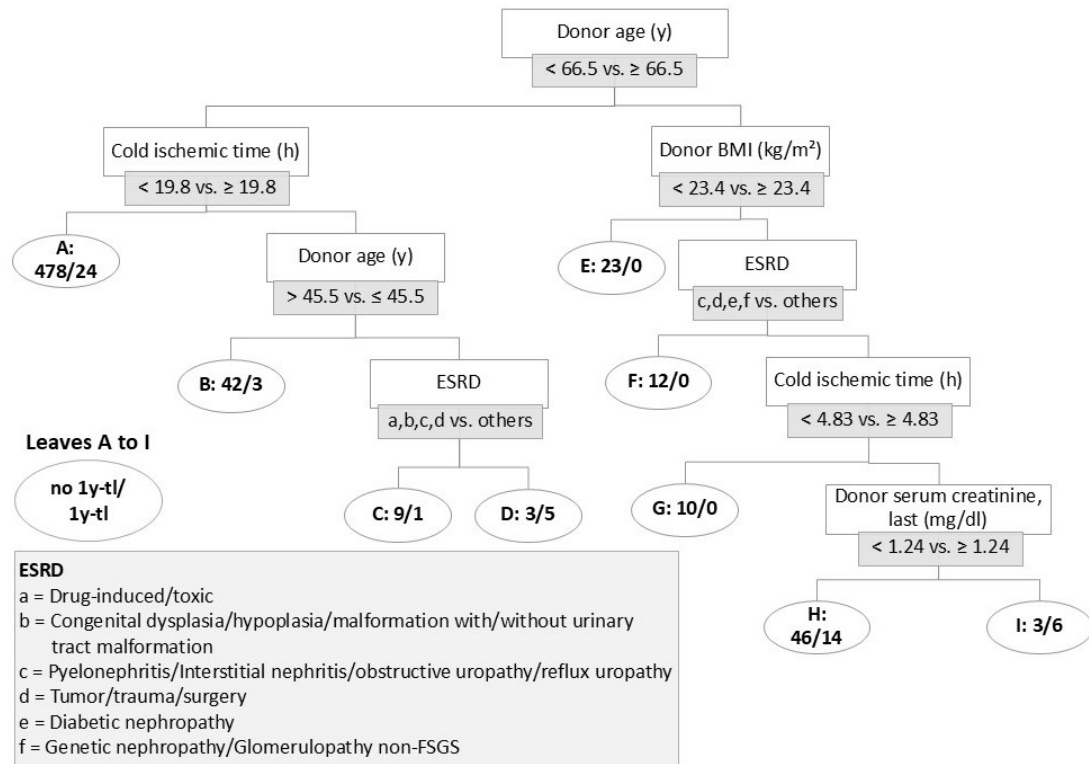 Donor age (y)
< 66.5 vs. ≥ 66.5
Cold ischemic time (h)
< 19.8 vs. ≥ 19.8
Donor BMI (kg/m²)
< 23.4 vs. ≥ 23.4
A:
478/24
Donor age (y)
> 45.5 vs. ≤ 45.5
E: 23/0
ESRD
c,d,e,f vs. others
B: 42/3
ESRD
a,b,c,d vs. others
F: 12/0
Cold ischemic time (h)
< 4.83 vs. ≥ 4.83
Leaves A to I
no 1y-tl/
1y-tl
C: 9/1
D: 3/5
G: 10/0
Donor serum creatinine,
last (mg/dl)
< 1.24 vs. ≥ 1.24
H:
46/14
I: 3/6
ESRD
a = Drug-induced/toxic
b = Congenital dysplasia/hypoplasia/malformation with/without urinary
tract malformation
c = Pyelonephritis/Interstitial nephritis/obstructive uropathy/reflux uropathy
d = Tumor/trauma/surgery
e = Diabetic nephropathy
f = Genetic nephropathy/Glomerulopathy non-FSGS